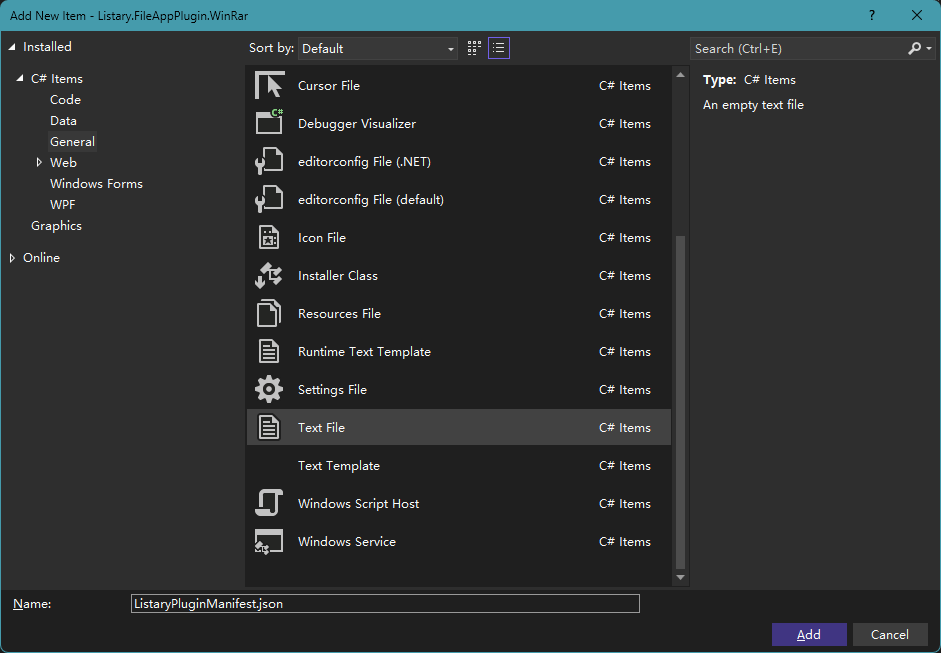 Add New Item - Listary.FileAppPlugin.WinRar
?
Installed
C# Items
Code
Data
General
Web
Windows Forms
WPF
Graphics
Online
Sort by: Default
Cursor File C# Items
C#
Debugger Visualizer C# Items
editorconfig File (.NET) C# Items
editorconfig File (default) C# Items
Icon File C# Items
Installer Class C# Items
Resources File C# Items
Runtime Text Template C# Items
Settings File C# Items
Text File C# Items
Text Template C# Items
Windows Script Host C# Items
Windows Service C# Items
Search (Ctrl+E)
Type: C# Items
An empty text file
Name: ListaryPluginManifest.json
Add Cancel